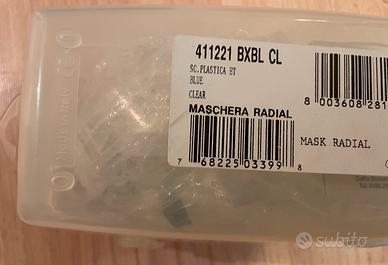 411221 BXBL CL
SC.PLASTICA BT
BLUE
CLEAR
MASCHERA RADIAL
8 003608 281
7 68225 03399 8
MASK RADIAL
subito